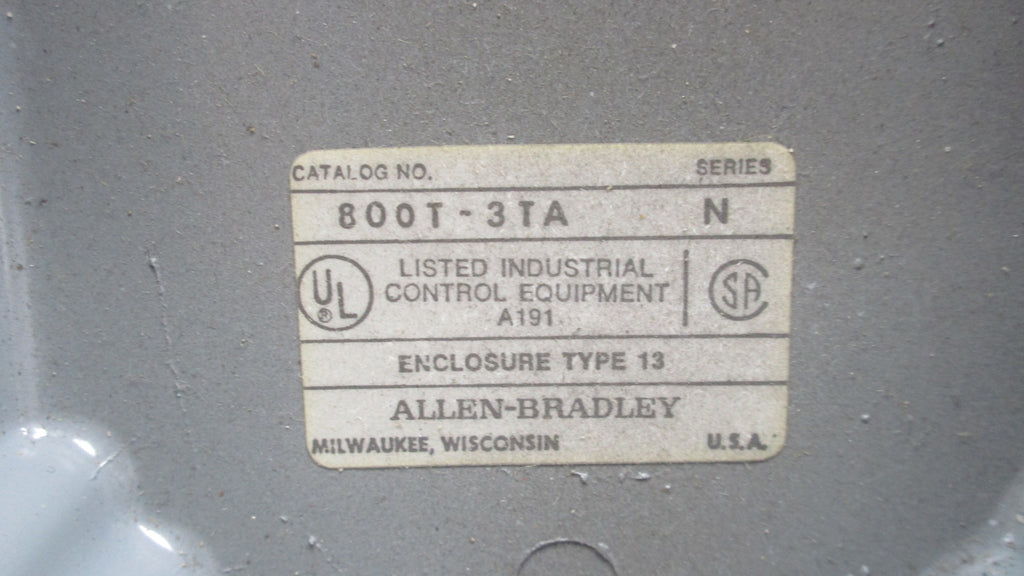 CATALOG NO. SERIES
800T-3TA N
UL® LISTED INDUSTRIAL CONTROL EQUIPMENT A191 SA
ENCLOSURE TYPE 13
ALLEN-BRADLEY
MILWAUKEE, WISCONSIN U.S.A.